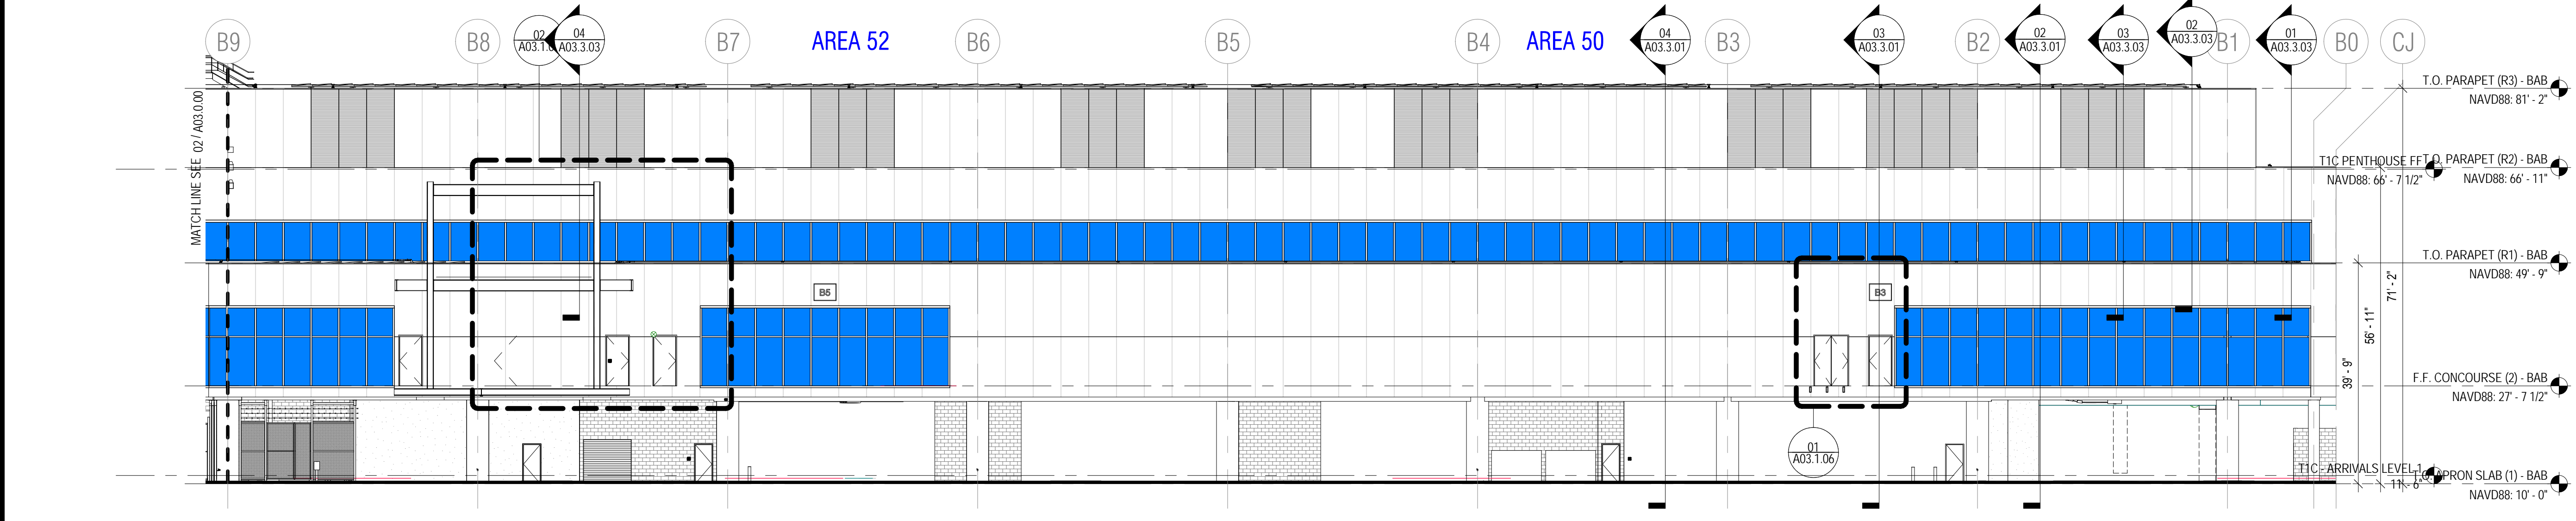 B9
B8
02
A03.1.0
04
A03.3.03
B7
AREA 52
B6
B5
B4
AREA 50
04
A03.3.01
B3
03
A03.3.01
B2
02
A03.3.01
03
A03.3.03
02
A03.3.03
B1
01
A03.3.03
B0
CJ
MATCH LINE SEE 02 / A03.0.00
T.O. PARAPET (R3) - BAB
NAVD88: 81' - 2"
T1C PENTHOUSE FF
NAVD88: 66' - 7 1/2"
T.O. PARAPET (R2) - BAB
NAVD88: 66' - 11"
T.O. PARAPET (R1) - BAB
NAVD88: 49' - 9"
B5
B3
39' - 9"
56' - 11"
71' - 2"
F.F. CONCOURSE (2) - BAB
NAVD88: 27' - 7 1/2"
01
A03.1.06
T1C - ARRIVALS LEVEL 1
11' - 6"
T.O. APRON SLAB (1) - BAB
NAVD88: 10' - 0"